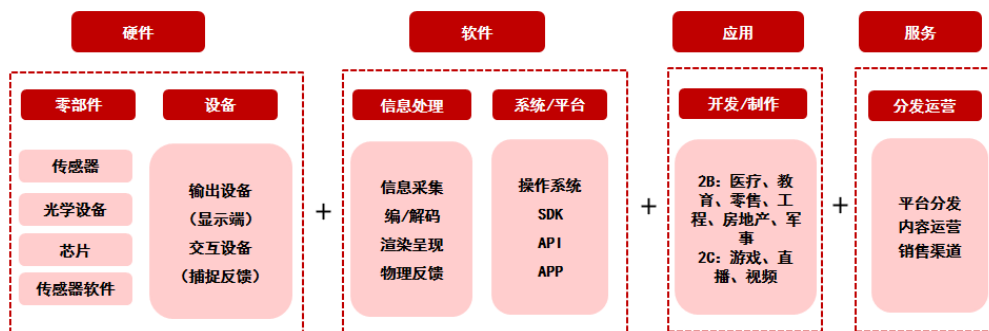 硬件
软件
应用
服务
零部件
设备
信息处理
系统/平台
开发/制作
分发运营
传感器
光学设备
芯片
传感器软件
输出设备
（显示端）
交互设备
（捕捉反馈）
+
信息采集
编/解码
渲染呈现
物理反馈
操作系统
SDK
API
APP
+
2B：医疗、教
育、零售、工
程、房地产、军
事
2C：游戏、直
播、视频
+
平台分发
内容运营
销售渠道